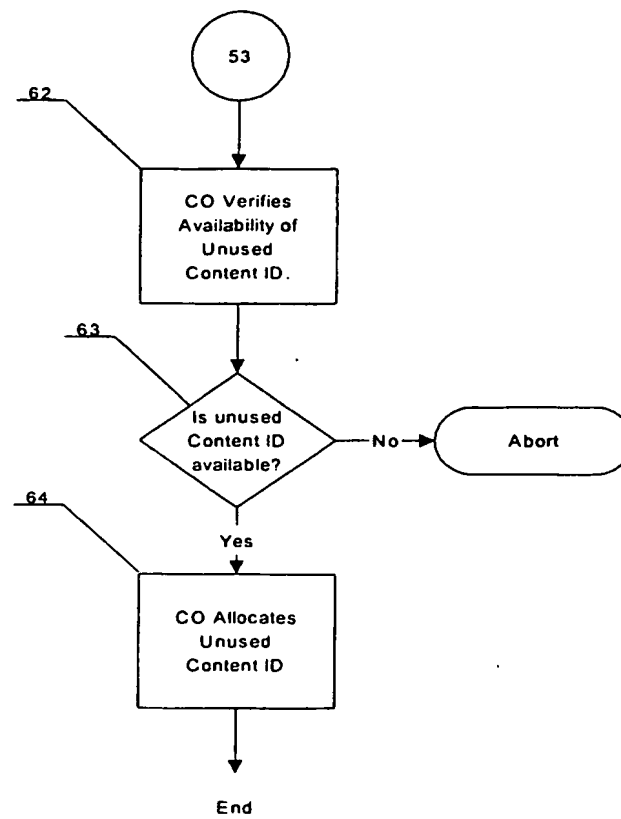 53
62
CO Verifies
Availability of
Unused
Content ID.
63
Is unused
Content ID
available?
No
Abort
64
Yes
CO Allocates
Unused
Content ID
End